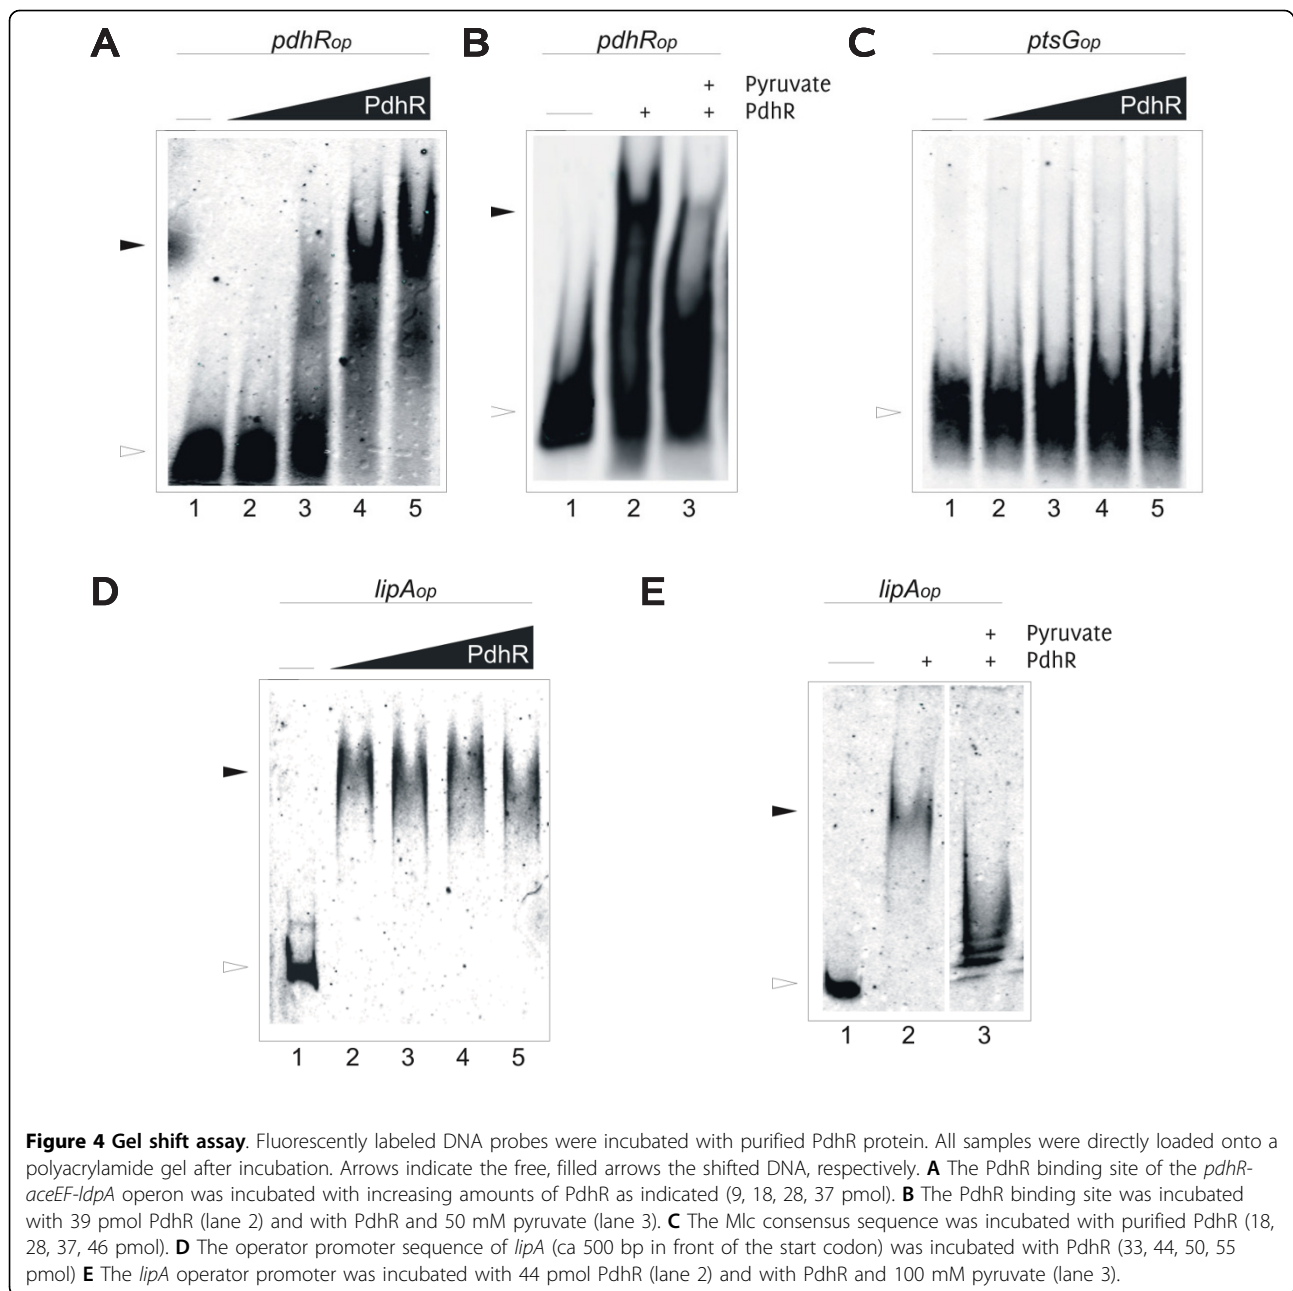 A
pdhRop
PdhR
1 2 3 4 5
B
pdhRop
+ Pyruvate
+ + PdhR
1 2 3
C
ptsGop
PdhR
1 2 3 4 5
D
lipAop
PdhR
1 2 3 4 5
E
lipAop
+ Pyruvate
+ + PdhR
1 2 3
Figure 4 Gel shift assay. Fluorescently labeled DNA probes were incubated with purified PdhR protein. All samples were directly loaded onto a
polyacrylamide gel after incubation. Arrows indicate the free, filled arrows the shifted DNA, respectively. A The PdhR binding site of the pdhR-
aceEF-ldpA operon was incubated with increasing amounts of PdhR as indicated (9, 18, 28, 37 pmol). B The PdhR binding site was incubated
with 39 pmol PdhR (lane 2) and with PdhR and 50 mM pyruvate (lane 3). C The Mlc consensus sequence was incubated with purified PdhR (18,
28, 37, 46 pmol). D The operator promoter sequence of lipA (ca 500 bp in front of the start codon) was incubated with PdhR (33, 44, 50, 55
pmol) E The lipA operator promoter was incubated with 44 pmol PdhR (lane 2) and with PdhR and 100 mM pyruvate (lane 3).